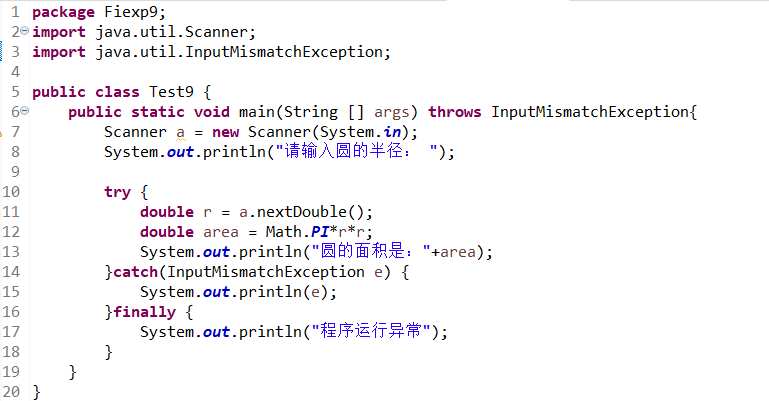 1 package Fiexp9;
2 import java.util.Scanner;
3 import java.util.InputMismatchException;
4
5 public class Test9 {
6 public static void main(String [] args) throws InputMismatchException{
7 Scanner a = new Scanner(System.in);
8 System.out.println("请输入圆的半径： ");
9
10 try {
11 double r = a.nextDouble();
12 double area = Math.PI*r*r;
13 System.out.println("圆的面积是："+area);
14 }catch(InputMismatchException e) {
15 System.out.println(e);
16 }finally {
17 System.out.println("程序运行异常");
18 }
19 }
20 }